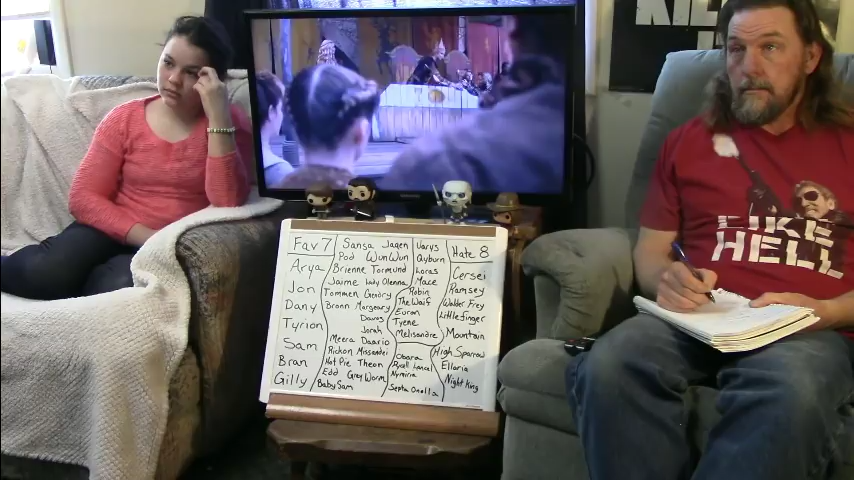 Fav 7
Arya
Jon
Dany
Tyrion
Sam
Bran
Gilly
Sansa Jaqen
Pod WunWun
Brienne Tormund
Jaime Lady Olenna
Tommen Gendry
Bronn Margaery
Davos
Jorah
Meera Daario
Rickon Missandei
Hot Pie Theon
Edd Grey Worm
Baby Sam
Varys
Qyburn
Loras
Mace
Robin
The Waif
Euron
Tyene
Melisandre
Obara
Lancel
Nymeria
Septa Unella
Hate 8
Cersei
Ramsey
Walder Frey
Littlefinger
Mountain
High Sparrow
Ellaria
Night King
LUKE'S
HELL